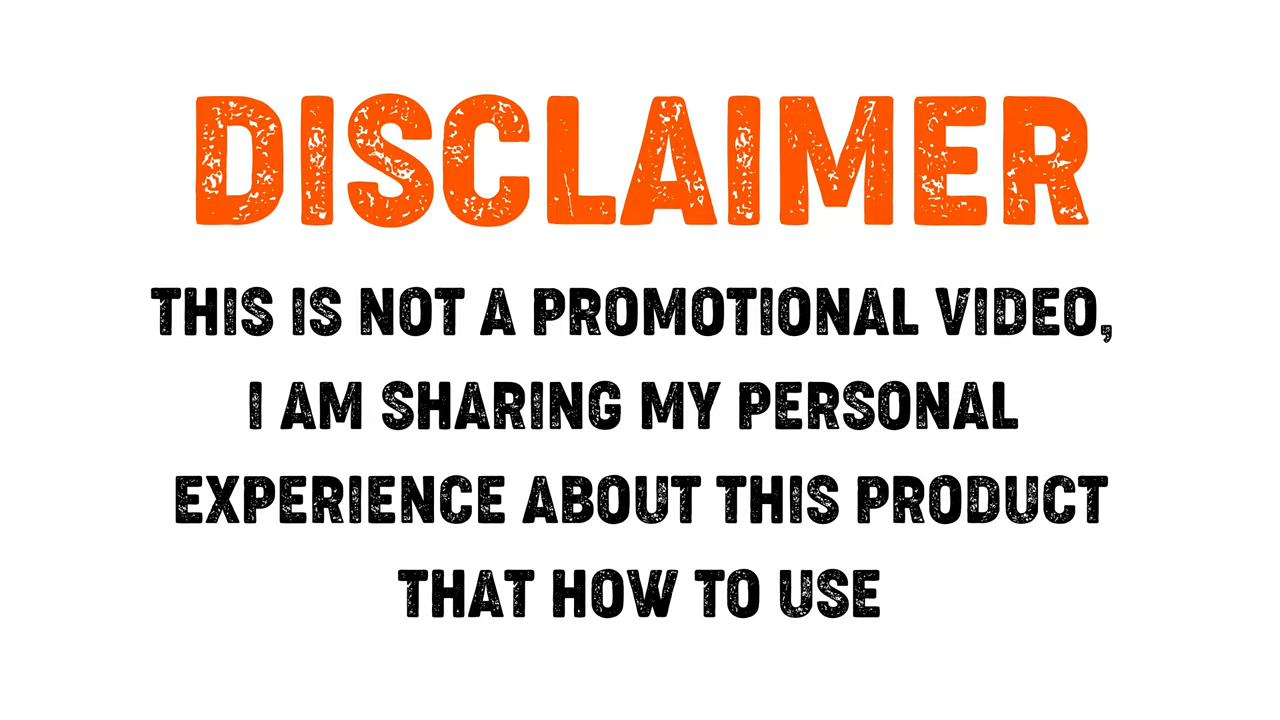 DISCLAIMER
THIS IS NOT A PROMOTIONAL VIDEO,
I AM SHARING MY PERSONAL
EXPERIENCE ABOUT THIS PRODUCT
THAT HOW TO USE